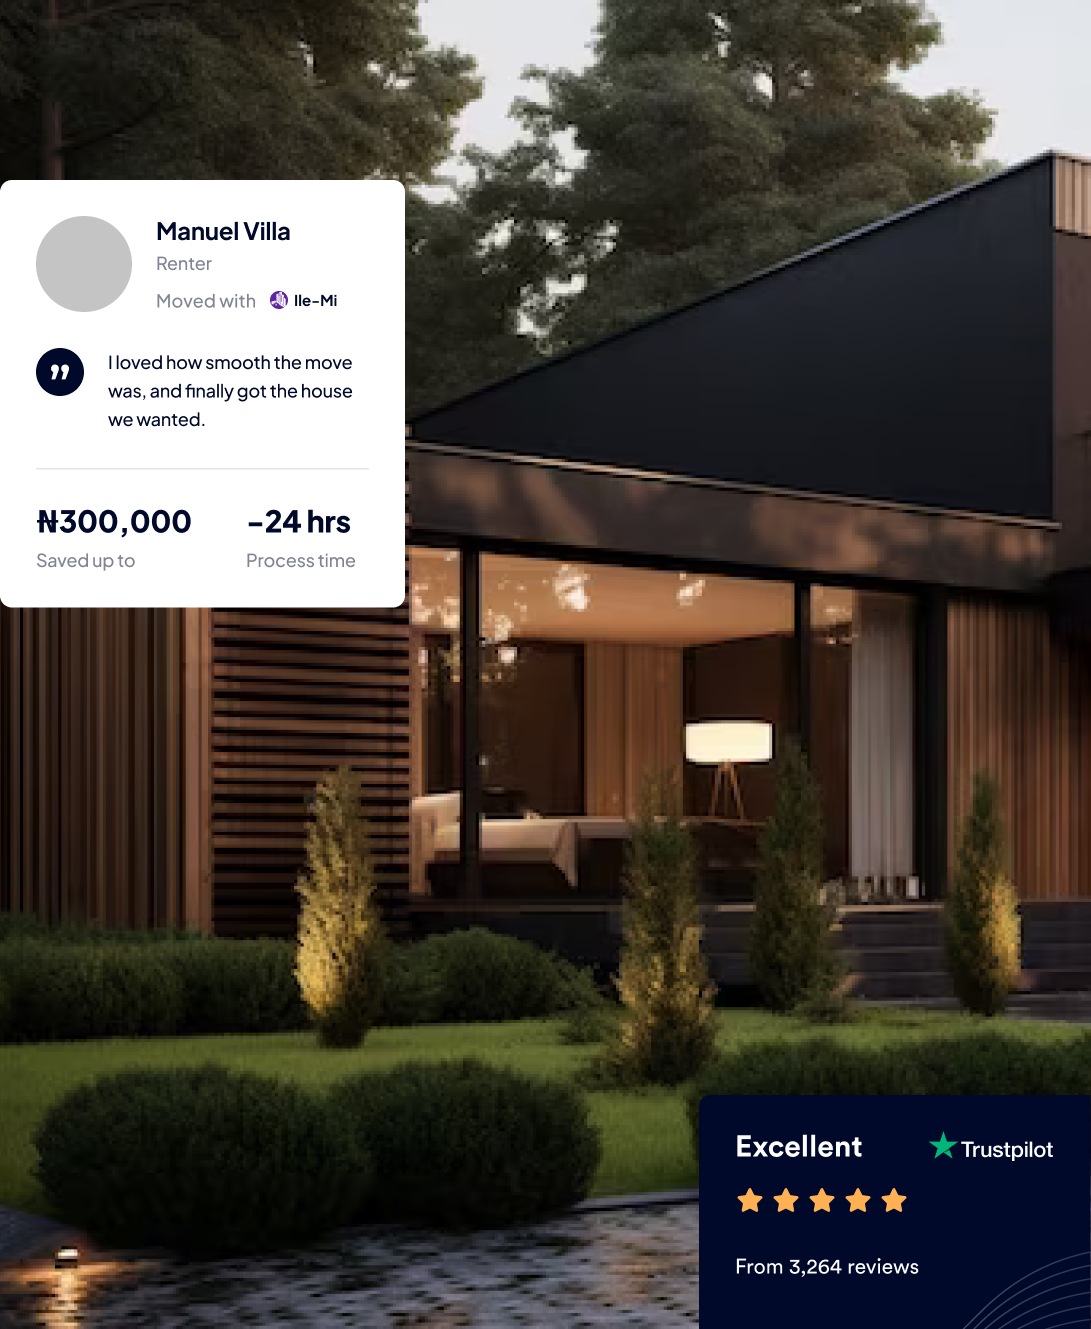 Manuel Villa
Renter
Moved with Ile-Mi
I loved how smooth the move
was, and finally got the house
we wanted.
₦300,000 -24 hrs
Saved up to Process time
Excellent Trustpilot
From 3,264 reviews